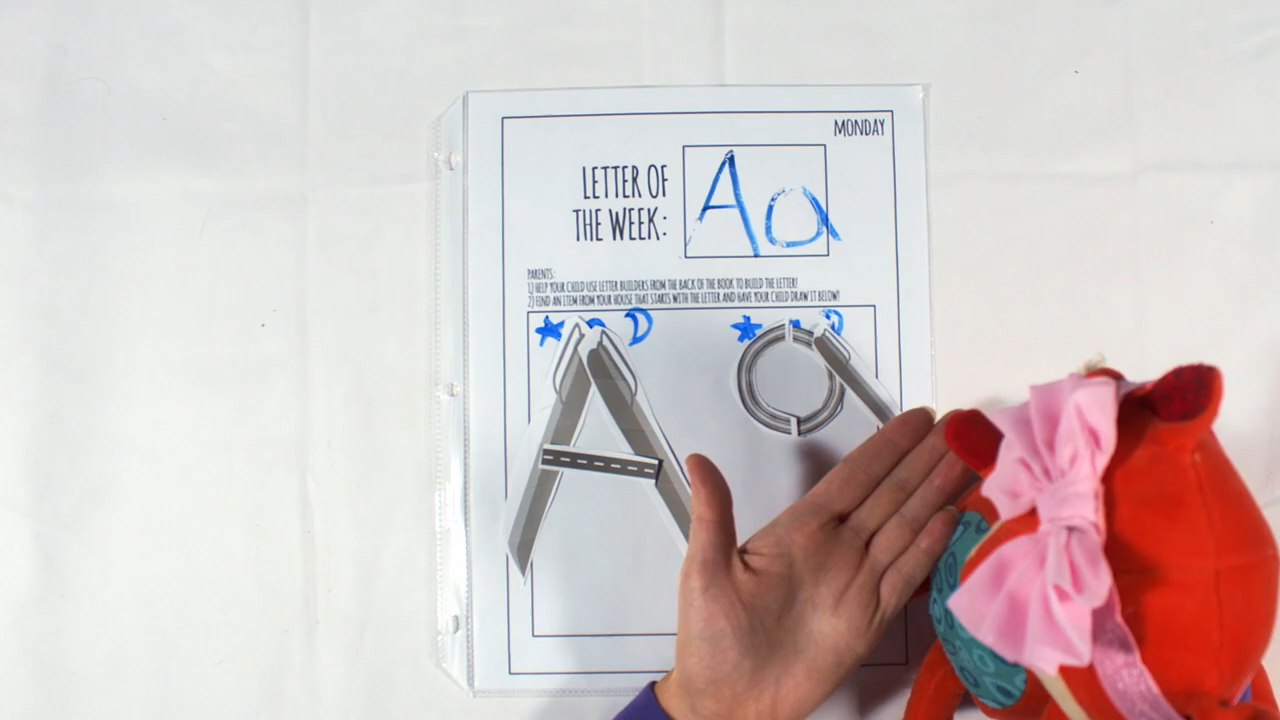 MONDAY
LETTER OF
THE WEEK:
Aa
PARENTS:
1) HELP YOUR CHILD USE LETTER BUILDERS FROM THE BACK OF THE BOOK TO BUILD THE LETTER!
2) FIND AN ITEM FROM YOUR HOUSE THAT STARTS WITH THE LETTER AND HAVE YOUR CHILD DRAW IT BELOW!
A a